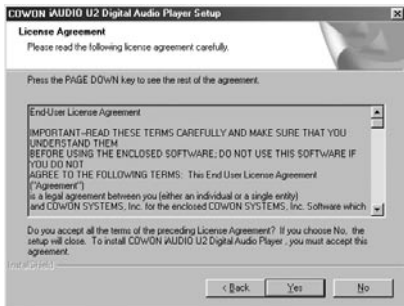 COWON iAUDIO U2 Digital Audio Player Setup
License Agreement
Please read the following license agreement carefully.
Press the PAGE DOWN key to see the rest of the agreement.
End-User License Agreement
IMPORTANT--READ THESE TERMS CAREFULLY AND MAKE SURE THAT YOU
UNDERSTAND THEM
BEFORE USING THE ENCLOSED SOFTWARE; DO NOT USE THIS SOFTWARE IF
YOU DO NOT
AGREE TO THE FOLLOWING TERMS: This End User License Agreement
("Agreement")
is a legal agreement between you (either an individual or a single entity)
and COWON SYSTEMS, Inc. for the enclosed COWON SYSTEMS, Inc. Software which
Do you accept all the terms of the preceding License Agreement? If you choose No, the
setup will close. To install COWON iAUDIO U2 Digital Audio Player , you must accept this
agreement.
InstallShield
< Back
Yes
No